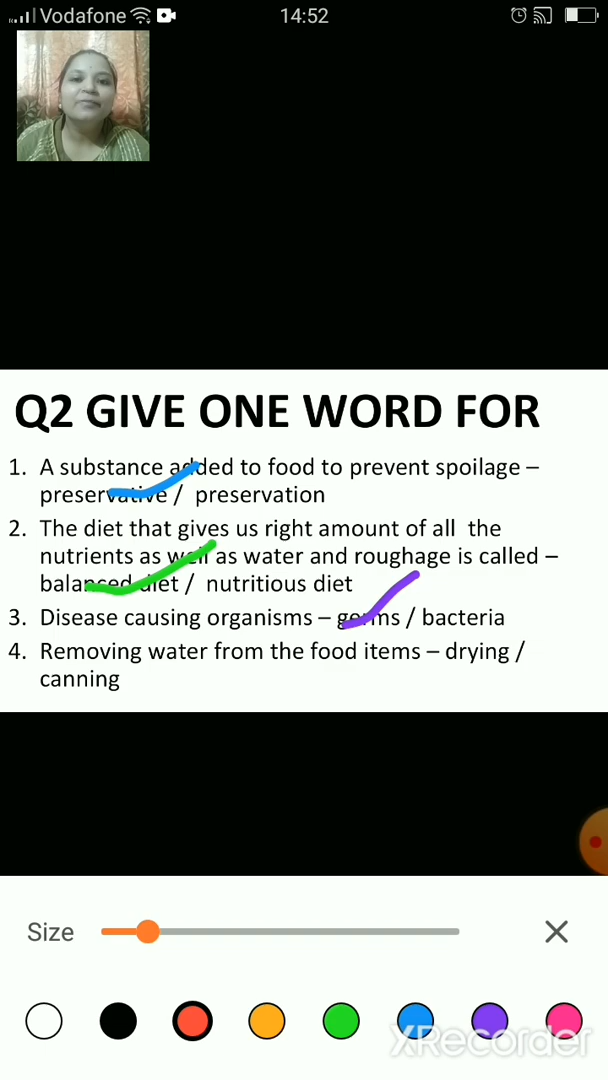 Vodafone 14:52
Q2 GIVE ONE WORD FOR
1. A substance added to food to prevent spoilage –
preservative / preservation
2. The diet that gives us right amount of all the
nutrients as well as water and roughage is called –
balanced diet / nutritious diet
3. Disease causing organisms – germs / bacteria
4. Removing water from the food items – drying /
canning
Size
XRecorder